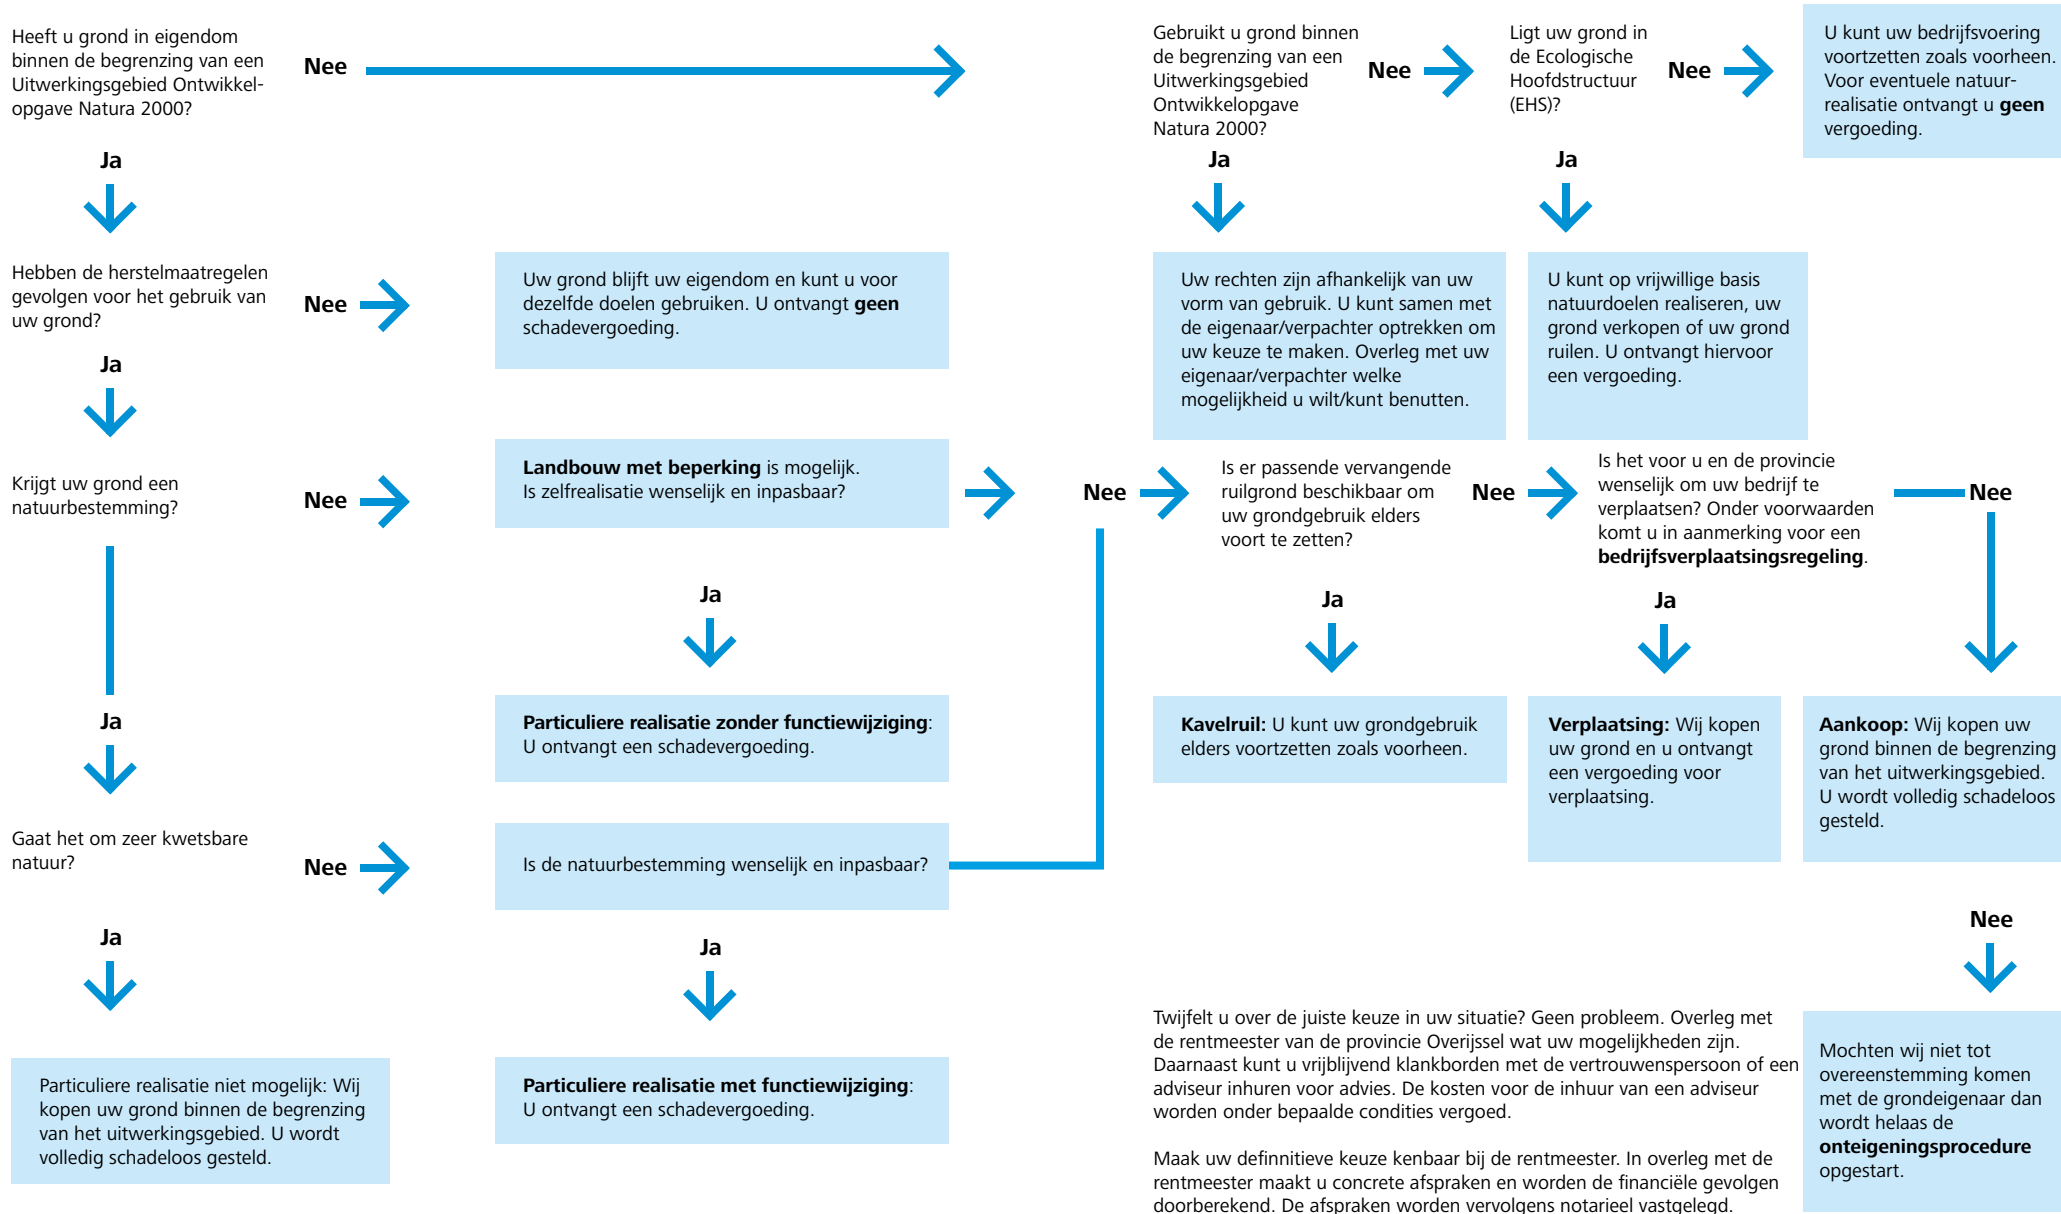 Heeft u grond in eigendom
binnen de begrenzing van een
Uitwerkingsgebied Ontwikkel-
opgave Natura 2000?
Nee
Gebruikt u grond binnen
de begrenzing van een
Uitwerkingsgebied
Ontwikkelopgave
Natura 2000?
Nee
Ligt uw grond in
de Ecologische
Hoofdstructuur
(EHS)?
Nee
U kunt uw bedrijfsvoering
voortzetten zoals voorheen.
Voor eventuele natuur-
realisatie ontvangt u geen
vergoeding.
Ja
Ja
Ja
Hebben de herstelmaatregelen
gevolgen voor het gebruik van
uw grond?
Nee
Uw grond blijft uw eigendom en kunt u voor
dezelfde doelen gebruiken. U ontvangt geen
schadevergoeding.
Uw rechten zijn afhankelijk van uw
vorm van gebruik. U kunt samen met
de eigenaar/verpachter optrekken om
uw keuze te maken. Overleg met uw
eigenaar/verpachter welke
mogelijkheid u wilt/kunt benutten.
U kunt op vrijwillige basis
natuurdoelen realiseren, uw
grond verkopen of uw grond
ruilen. U ontvangt hiervoor
een vergoeding.
Ja
Krijgt uw grond een
natuurbestemming?
Nee
Landbouw met beperking is mogelijk.
Is zelfrealisatie wenselijk en inpasbaar?
Nee
Is er passende vervangende
ruilgrond beschikbaar om
uw grondgebruik elders
voort te zetten?
Nee
Is het voor u en de provincie
wenselijk om uw bedrijf te
verplaatsen? Onder voorwaarden
komt u in aanmerking voor een
bedrijfsverplaatsingsregeling.
Nee
Ja
Ja
Ja
Ja
Particuliere realisatie zonder functiewijziging:
U ontvangt een schadevergoeding.
Kavelruil: U kunt uw grondgebruik
elders voortzetten zoals voorheen.
Verplaatsing: Wij kopen
uw grond en u ontvangt
een vergoeding voor
verplaatsing.
Aankoop: Wij kopen uw
grond binnen de begrenzing
van het uitwerkingsgebied.
U wordt volledig schadeloos
gesteld.
Gaat het om zeer kwetsbare
natuur?
Nee
Is de natuurbestemming wenselijk en inpasbaar?
Ja
Ja
Nee
Particuliere realisatie niet mogelijk: Wij
kopen uw grond binnen de begrenzing
van het uitwerkingsgebied. U wordt
volledig schadeloos gesteld.
Particuliere realisatie met functiewijziging:
U ontvangt een schadevergoeding.
Twijfelt u over de juiste keuze in uw situatie? Geen probleem. Overleg met
de rentmeester van de provincie Overijssel wat uw mogelijkheden zijn.
Daarnaast kunt u vrijblijvend klankborden met de vertrouwenspersoon of een
adviseur inhuren voor advies. De kosten voor de inhuur van een adviseur
worden onder bepaalde condities vergoed.
Maak uw definnitieve keuze kenbaar bij de rentmeester. In overleg met de
rentmeester maakt u concrete afspraken en worden de financiële gevolgen
doorberekend. De afspraken worden vervolgens notarieel vastgelegd.
Mochten wij niet tot
overeenstemming komen
met de grondeigenaar dan
wordt helaas de
onteigeningsprocedure
opgestart.